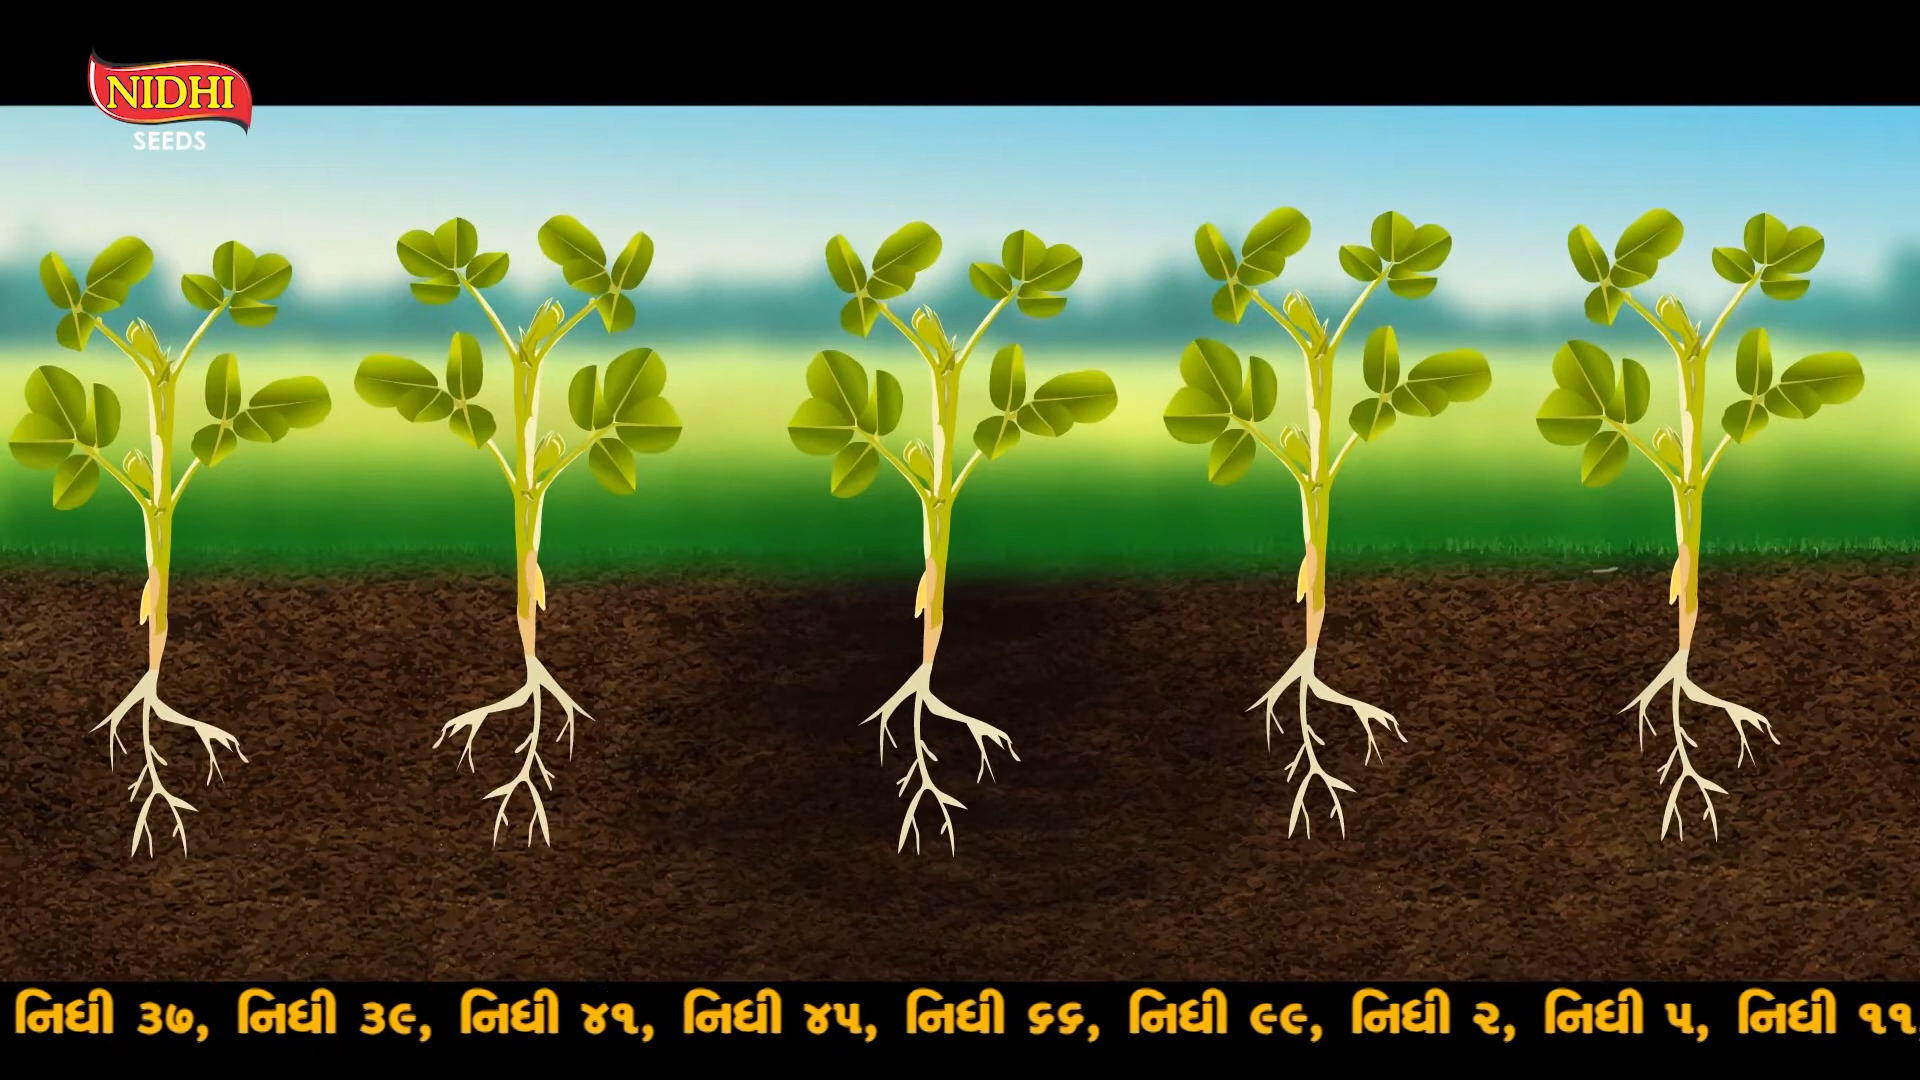 NIDHI
SEEDS
નિધી ૩૭, નિધી ૩૯, નિધી ૪૧, નિધી ૪૫, નિધી ૬૬, નિધી ૯૯, નિધી ૨, નિધી ૫, નિધી ૧૧,